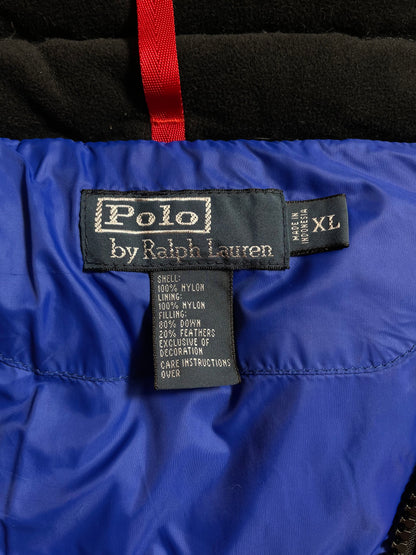 Polo
by Ralph Lauren
MADE IN
INDONESIA
XL
SHELL:
100% NYLON
LINING:
100% NYLON
FILLING:
80% DOWN
20% FEATHERS
EXCLUSIVE OF
DECORATION
CARE INSTRUCTIONS
OVER